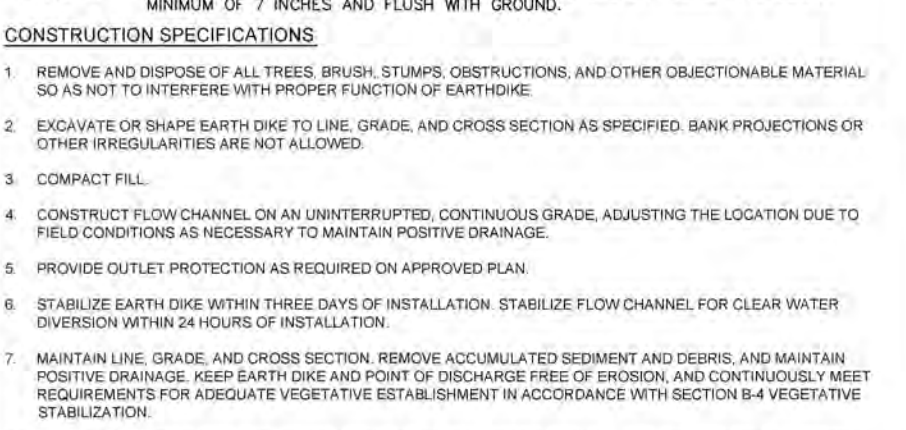 MINIMUM OF 7 INCHES AND FLUSH WITH GROUND.
CONSTRUCTION SPECIFICATIONS
1. REMOVE AND DISPOSE OF ALL TREES, BRUSH, STUMPS, OBSTRUCTIONS, AND OTHER OBJECTIONABLE MATERIAL
SO AS NOT TO INTERFERE WITH PROPER FUNCTION OF EARTHDIKE.
2. EXCAVATE OR SHAPE EARTH DIKE TO LINE, GRADE, AND CROSS SECTION AS SPECIFIED. BANK PROJECTIONS OR
OTHER IRREGULARITIES ARE NOT ALLOWED.
3. COMPACT FILL.
4. CONSTRUCT FLOW CHANNEL ON AN UNINTERRUPTED, CONTINUOUS GRADE, ADJUSTING THE LOCATION DUE TO
FIELD CONDITIONS AS NECESSARY TO MAINTAIN POSITIVE DRAINAGE.
5. PROVIDE OUTLET PROTECTION AS REQUIRED ON APPROVED PLAN.
6. STABILIZE EARTH DIKE WITHIN THREE DAYS OF INSTALLATION. STABILIZE FLOW CHANNEL FOR CLEAR WATER
DIVERSION WITHIN 24 HOURS OF INSTALLATION.
7. MAINTAIN LINE, GRADE, AND CROSS SECTION. REMOVE ACCUMULATED SEDIMENT AND DEBRIS, AND MAINTAIN
POSITIVE DRAINAGE. KEEP EARTH DIKE AND POINT OF DISCHARGE FREE OF EROSION, AND CONTINUOUSLY MEET
REQUIREMENTS FOR ADEQUATE VEGETATIVE ESTABLISHMENT IN ACCORDANCE WITH SECTION B-4 VEGETATIVE
STABILIZATION.